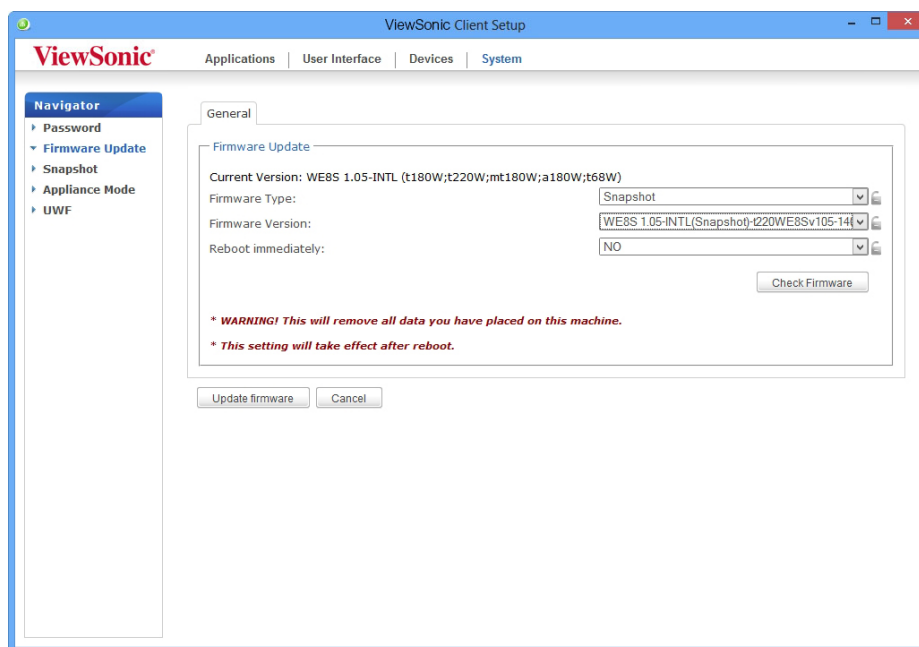 ViewSonic Client Setup
ViewSonic®
Applications
User Interface
Devices
System
Navigator
Password
Firmware Update
Snapshot
Appliance Mode
UWF
General
Firmware Update
Current Version: WE8S 1.05-INTL (t180W;t220W;mt180W;a180W;t68W)
Firmware Type:
Snapshot
Firmware Version:
WE8S 1.05-INTL(Snapshot)-t220WE8Sv105-14
Reboot immediately:
NO
Check Firmware
* WARNING! This will remove all data you have placed on this machine.
* This setting will take effect after reboot.
Update firmware
Cancel